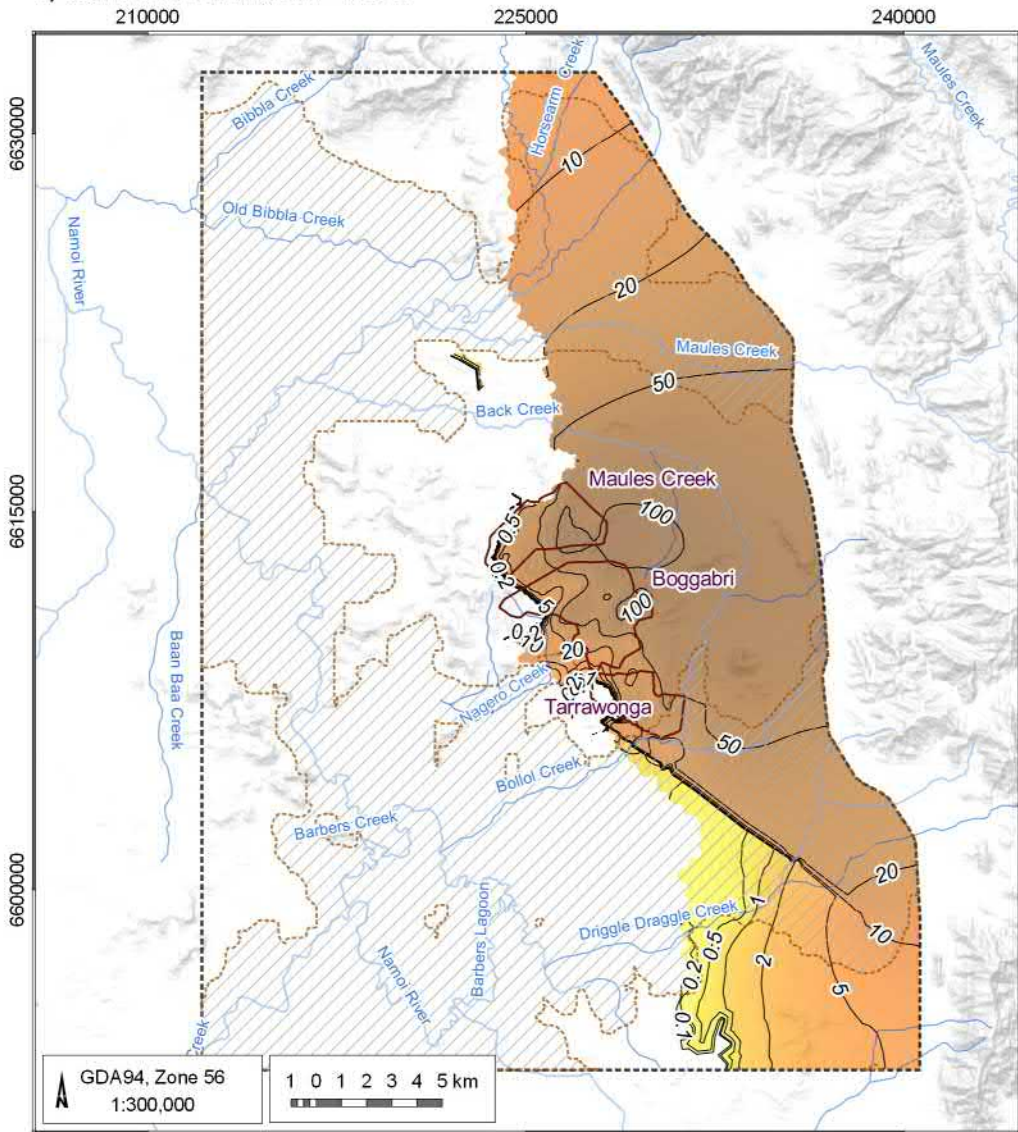 210000
225000
240000
6630000
6615000
6600000
Bibbla Creek
Horsearm Creek
Maules Creek
Old Bibbla Creek
Namoi River
10
20
Maules Creek
50
Back Creek
Maules Creek
100
0.5
0.2
Boggabri
5
100
20
Baan Baa Creek
Nagero Creek
Tarrawonga
50
Bollol Creek
Barbers Creek
20
Barbers Lagoon
Driggle Draggle Creek
1
0.5
2
10
0.2
5
Namoi River
0.1
Creek
GDA94, Zone 56
1:300,000
1 0 1 2 3 4 5 km